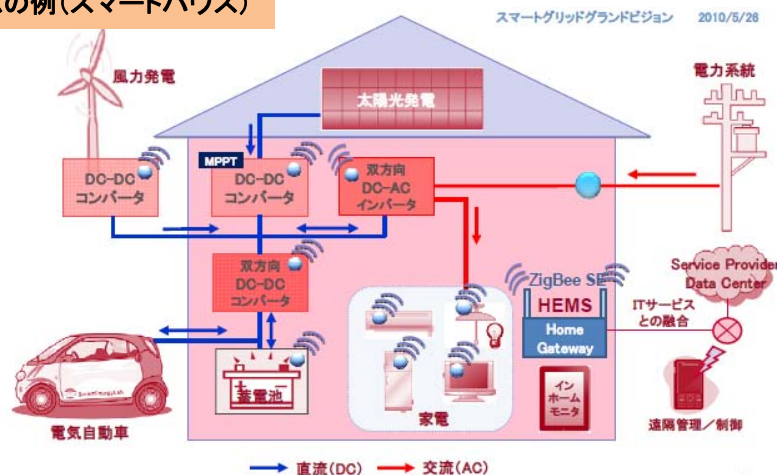 スの例(スマートハウス)
スマートグリッドグランドビジョン 2010/5/26
風力発電
太陽光発電
電力系統
MPPT
DC-DC
コンバータ
DC-DC
コンバータ
双方向
DC-AC
インバータ
双方向
DC-DC
コンバータ
ZigBee SE
HEMS
Home
Gateway
Service Provider
Data Center
ITサービス
との融合
蓄電池
家電
イン
ホーム
モニタ
電気自動車
遠隔管理/制御
直流(DC) 交流(AC)